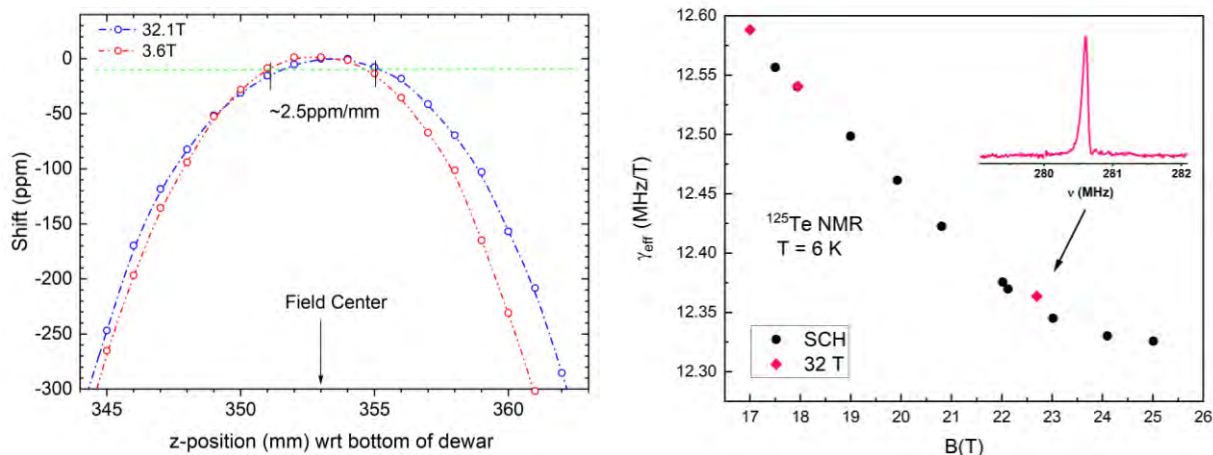 32.1T
3.6T
0
-50
-100
-150
-200
-250
-300
Shift (ppm)
~2.5ppm/mm
Field Center
345
350
355
360
z-position (mm) wrt bottom of dewar
12.60
12.55
12.50
12.45
12.40
12.35
12.30
γeff (MHz/T)
280
281
282
ν (MHz)
¹²⁵Te NMR
T = 6 K
SCH
32 T
17
18
19
20
21
22
23
24
25
26
B(T)